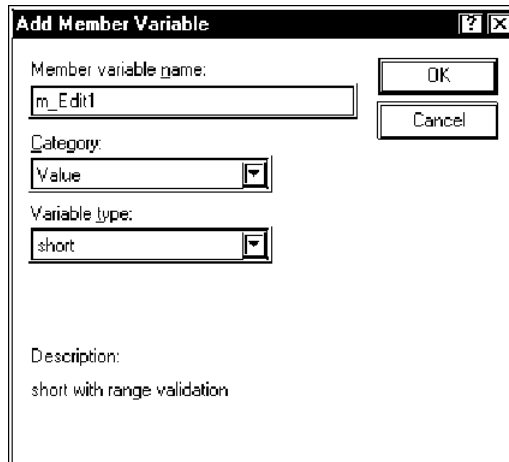 Add Member Variable
Member variable name:
OK
m_Edit1
Cancel
Category:
Value
Variable type:
short
Description:
short with range validation